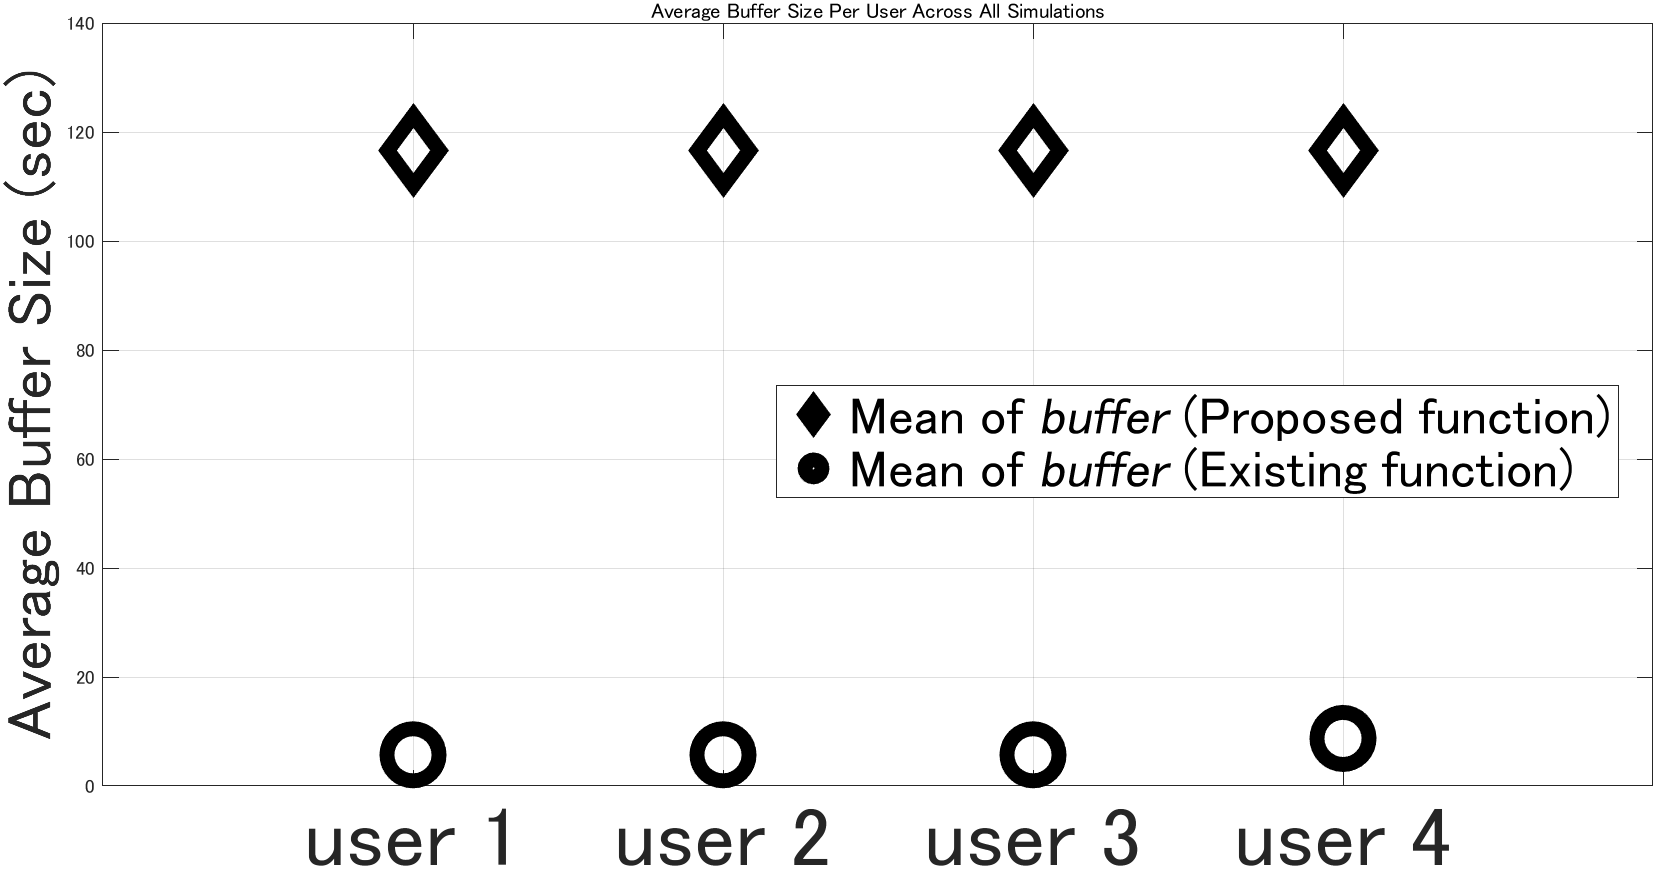 Average Buffer Size Per User Across All Simulations
Average Buffer Size (sec)
140
120
100
80
60
40
20
0
Mean of buffer (Proposed function)
Mean of buffer (Existing function)
user 1
user 2
user 3
user 4